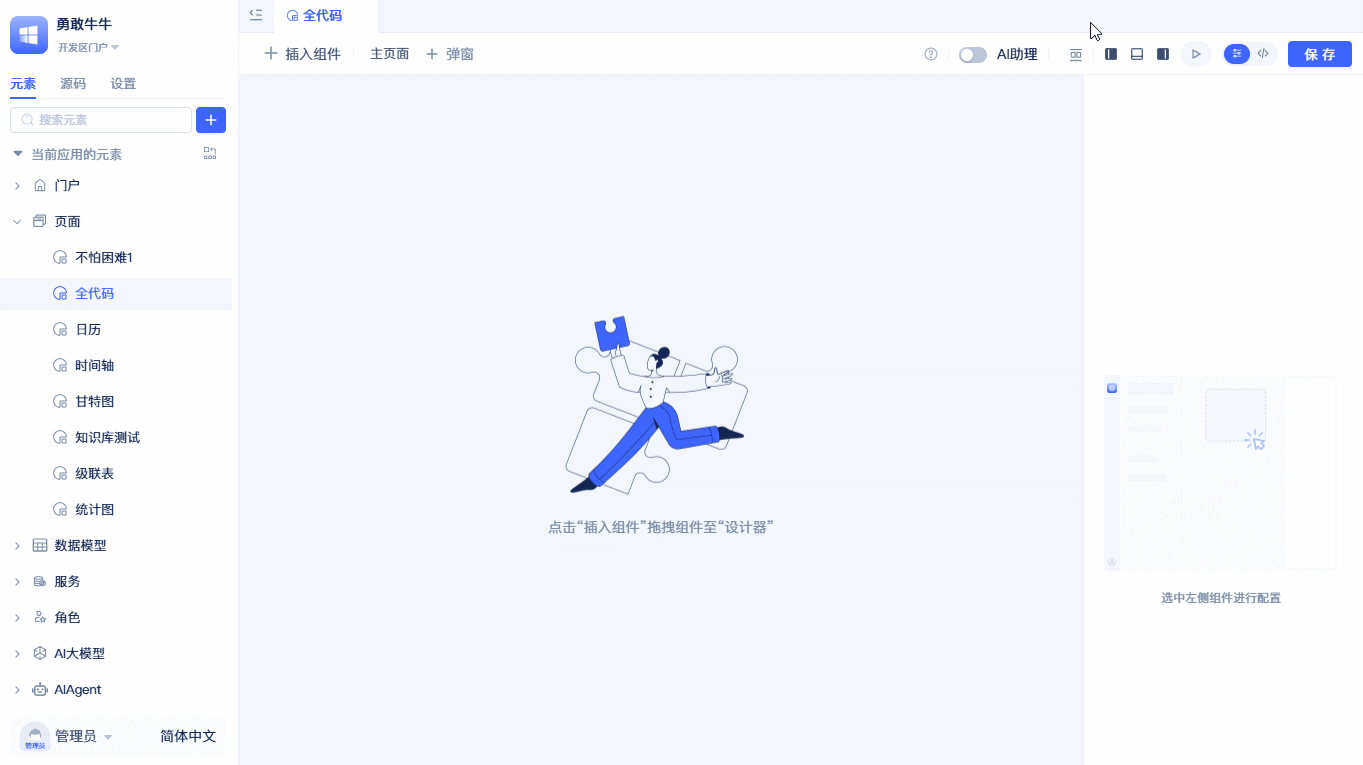 勇敢牛牛
开发区门户
元素 源码 设置
搜索元素
当前应用的元素
门户
页面
不怕困难1
全代码
日历
时间轴
甘特图
知识库测试
级联表
统计图
数据模型
服务
角色
AI大模型
AIAgent
管理员
管理员
简体中文
全代码
插入组件 主页面 弹窗
AI助理
保存
点击“插入组件”拖拽组件至“设计器”
选中左侧组件进行配置